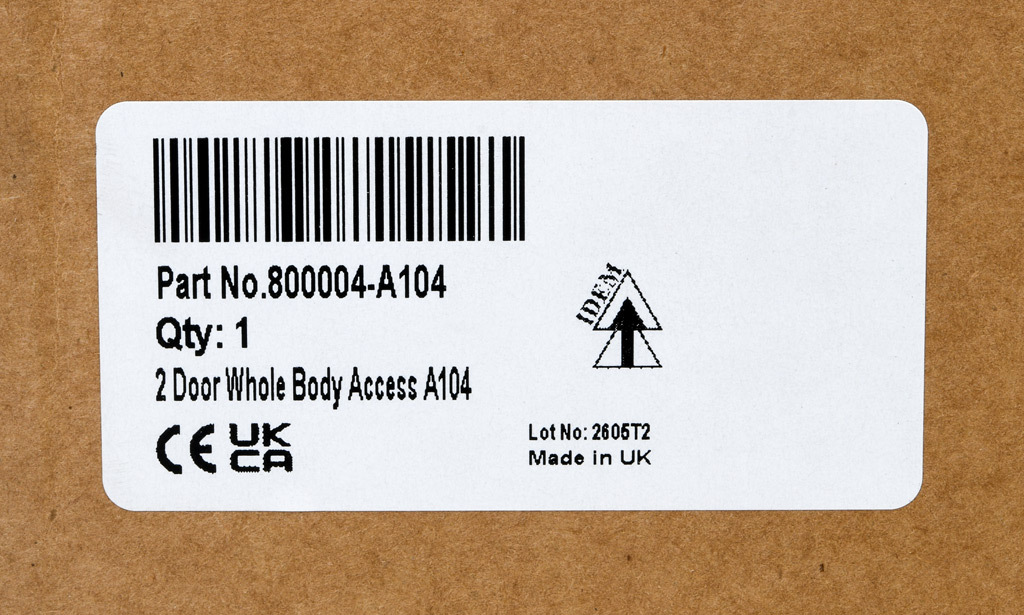 Part No.800004-A104
Qty: 1
2 Door Whole Body Access A104
CE UK
CA
IDEM
Lot No: 2605T2
Made in UK